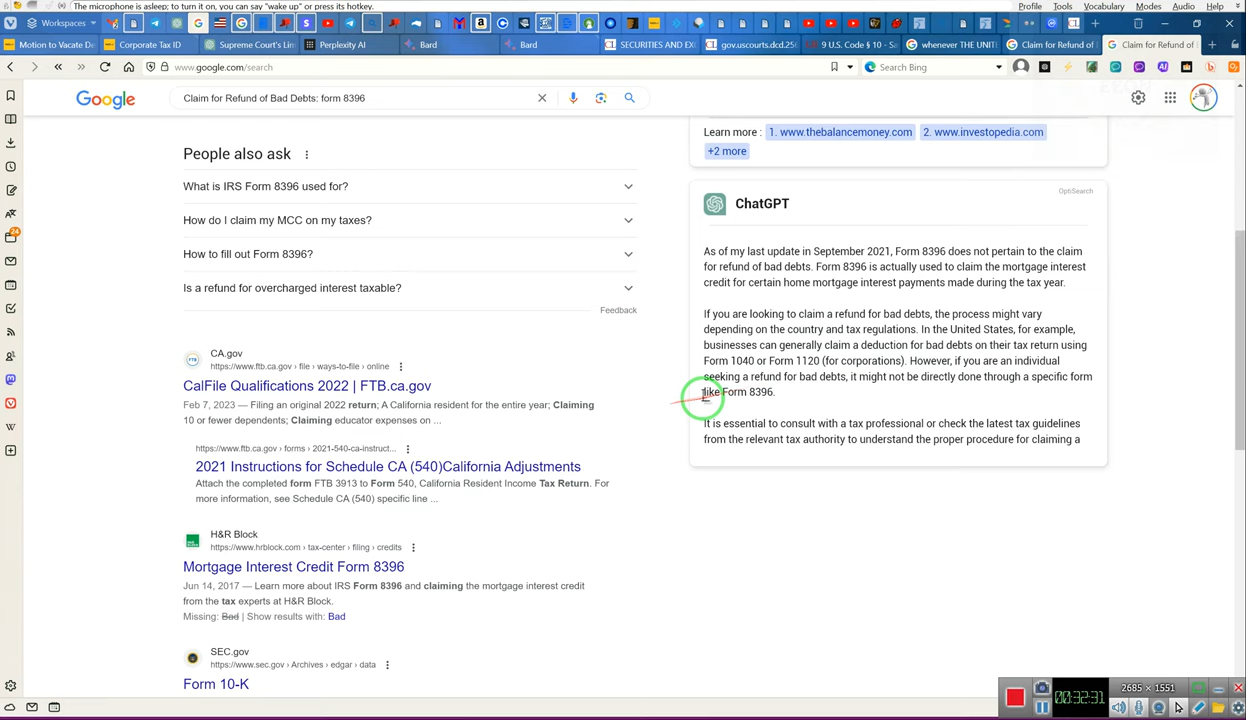 The microphone is asleep; to turn it on, you can say "wake up" or press its hotkey.
Profile Tools Vocabulary Modes Audio Help
Workspaces
Motion to Vacate De
Corporate Tax ID
Supreme Court's Lin
Perplexity AI
Bard
Bard
SECURITIES AND EX
gov.uscourts.dcd.256
9 U.S. Code § 10 - Sa
whenever THE UNIT
Claim for Refund of
Claim for Refund of
www.google.com/search
Search Bing
Google
Claim for Refund of Bad Debts: form 8396
People also ask
What is IRS Form 8396 used for?
How do I claim my MCC on my taxes?
How to fill out Form 8396?
Is a refund for overcharged interest taxable?
Feedback
CA.gov
https://www.ftb.ca.gov › file › ways-to-file › online
CalFile Qualifications 2022 | FTB.ca.gov
Feb 7, 2023 — Filing an original 2022 return; A California resident for the entire year; Claiming
10 or fewer dependents; Claiming educator expenses on ...
https://www.ftb.ca.gov › forms › 2021-540-ca-instruct...
2021 Instructions for Schedule CA (540)California Adjustments
Attach the completed form FTB 3913 to Form 540, California Resident Income Tax Return. For
more information, see Schedule CA (540) specific line ...
H&R Block
https://www.hrblock.com › tax-center › filing › credits
Mortgage Interest Credit Form 8396
Jun 14, 2017 — Learn more about IRS Form 8396 and claiming the mortgage interest credit
from the tax experts at H&R Block.
Missing: Bad | Show results with: Bad
SEC.gov
https://www.sec.gov › Archives › edgar › data
Form 10-K
Learn more : 1. www.thebalancemoney.com 2. www.investopedia.com
+2 more
OptiSearch
ChatGPT
As of my last update in September 2021, Form 8396 does not pertain to the claim
for refund of bad debts. Form 8396 is actually used to claim the mortgage interest
credit for certain home mortgage interest payments made during the tax year.
If you are looking to claim a refund for bad debts, the process might vary
depending on the country and tax regulations. In the United States, for example,
businesses can generally claim a deduction for bad debts on their tax return using
Form 1040 or Form 1120 (for corporations). However, if you are an individual
seeking a refund for bad debts, it might not be directly done through a specific form
like Form 8396.
It is essential to consult with a tax professional or check the latest tax guidelines
from the relevant tax authority to understand the proper procedure for claiming a
24
00:32:31
2685 × 1551